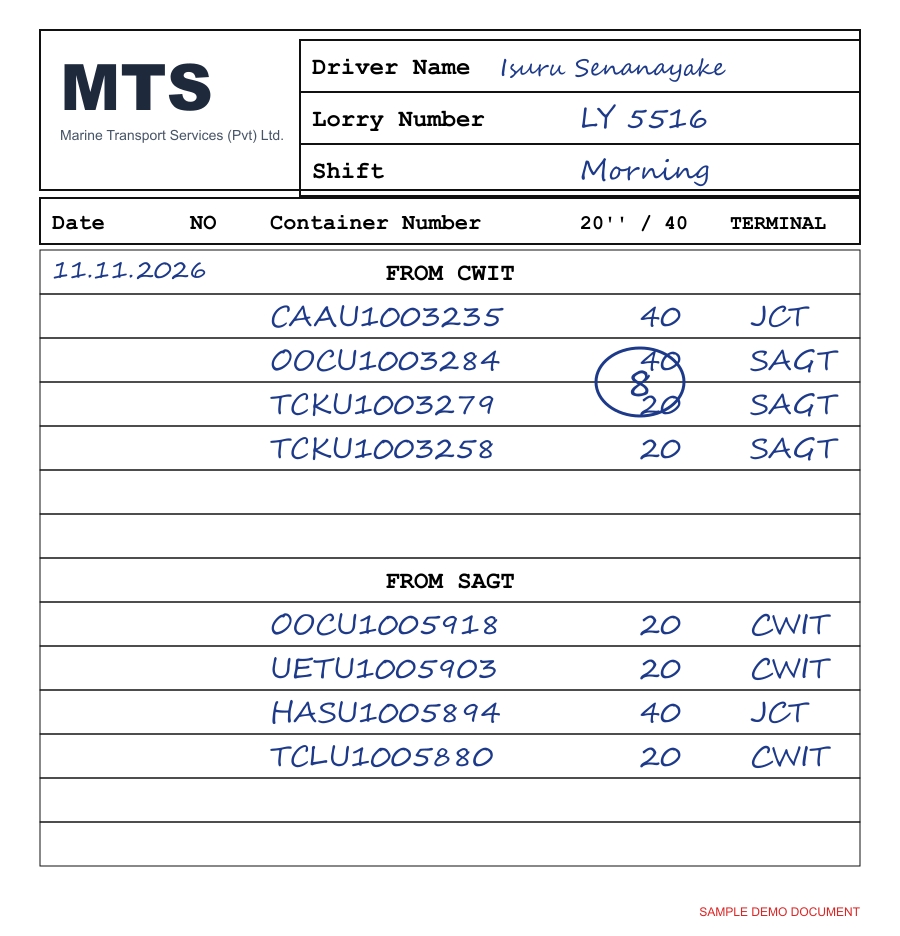 MTS
Marine Transport Services (Pvt) Ltd.
Driver Name Isuru Senanayake
Lorry Number LY 5516
Shift Morning
Date NO Container Number 20'' / 40 TERMINAL
11.11.2026 FROM CWIT
CAAU1003235 40 JCT
OOCU1003284 40 SAGT
8
TCKU1003279 20 SAGT
TCKU1003258 20 SAGT
FROM SAGT
OOCU1005918 20 CWIT
UETU1005903 20 CWIT
HASU1005894 40 JCT
TCLU1005880 20 CWIT
SAMPLE DEMO DOCUMENT